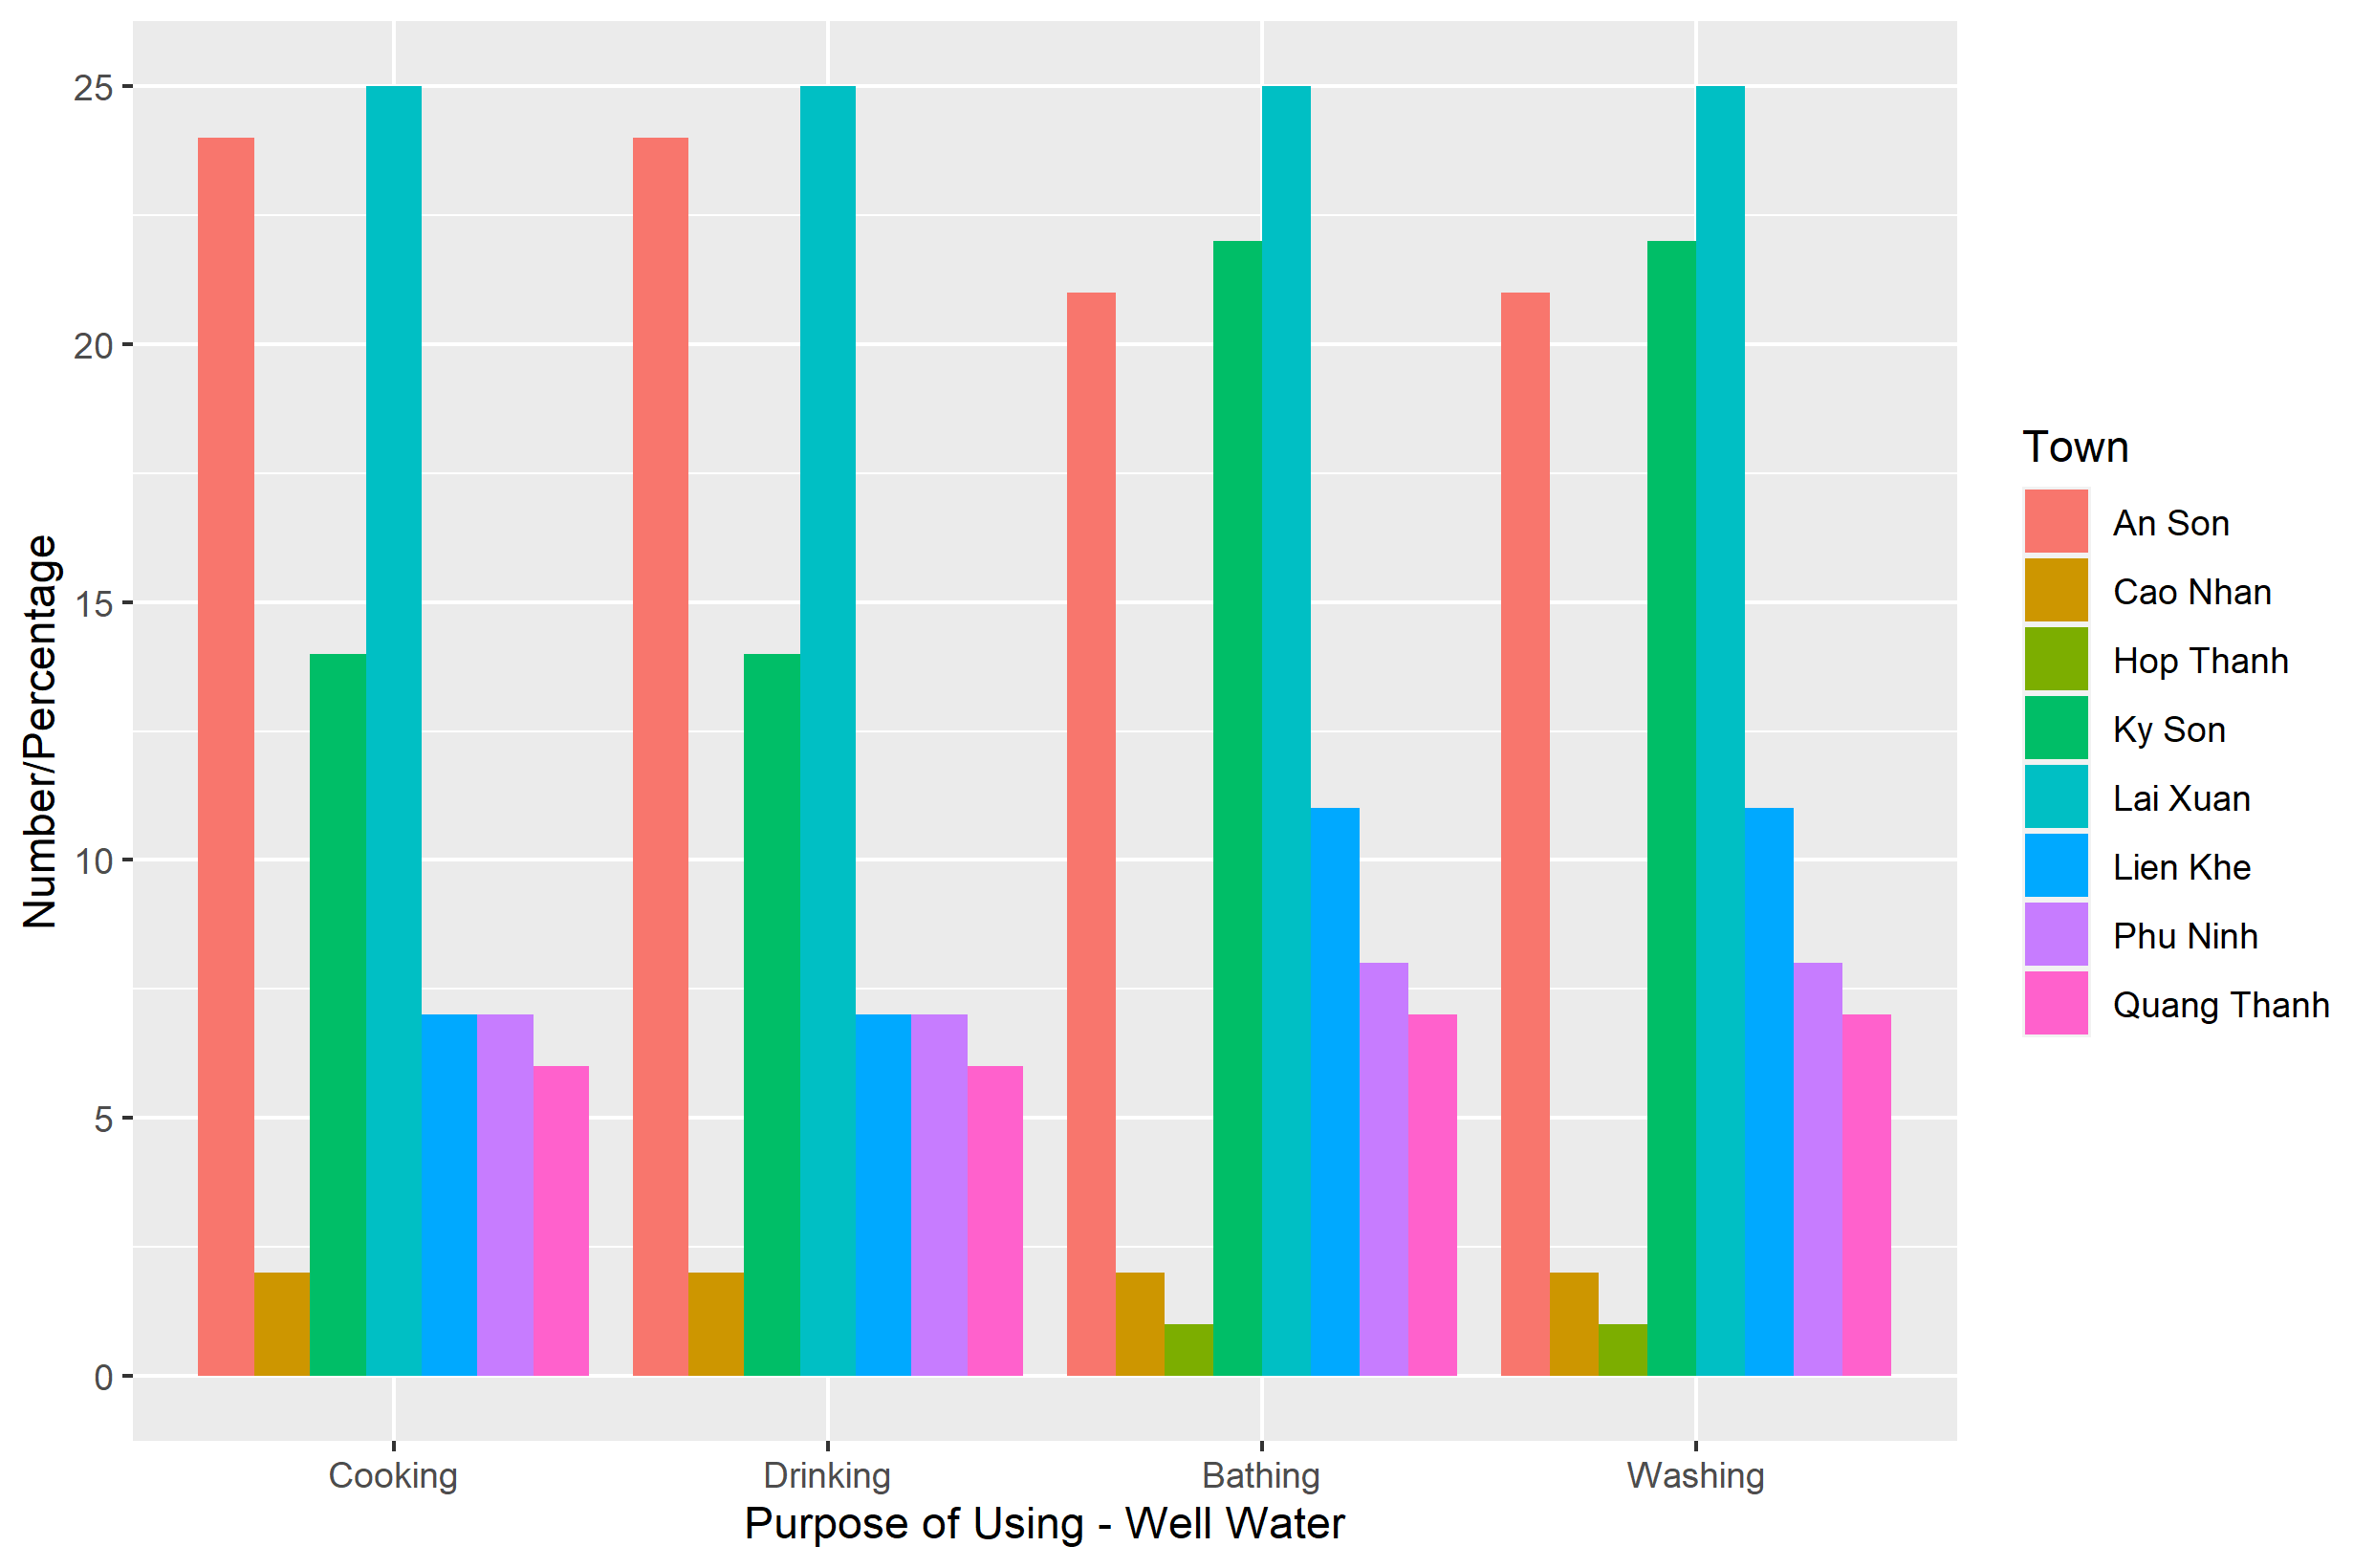 25
20
15
10
5
0
Number/Percentage
Cooking
Drinking
Bathing
Washing
Purpose of Using - Well Water
Town
An Son
Cao Nhan
Hop Thanh
Ky Son
Lai Xuan
Lien Khe
Phu Ninh
Quang Thanh